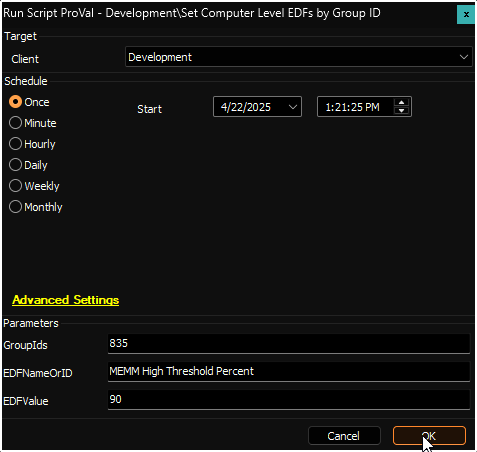 Run Script ProVal - Development\Set Computer Level EDFs by Group ID x
Target
Client Development
Schedule
Once Start 4/22/2025 1:21:25 PM
Minute
Hourly
Daily
Weekly
Monthly
Advanced Settings
Parameters
GroupIds 835
EDFNameOrID MEMM High Threshold Percent
EDFValue 90
Cancel OK